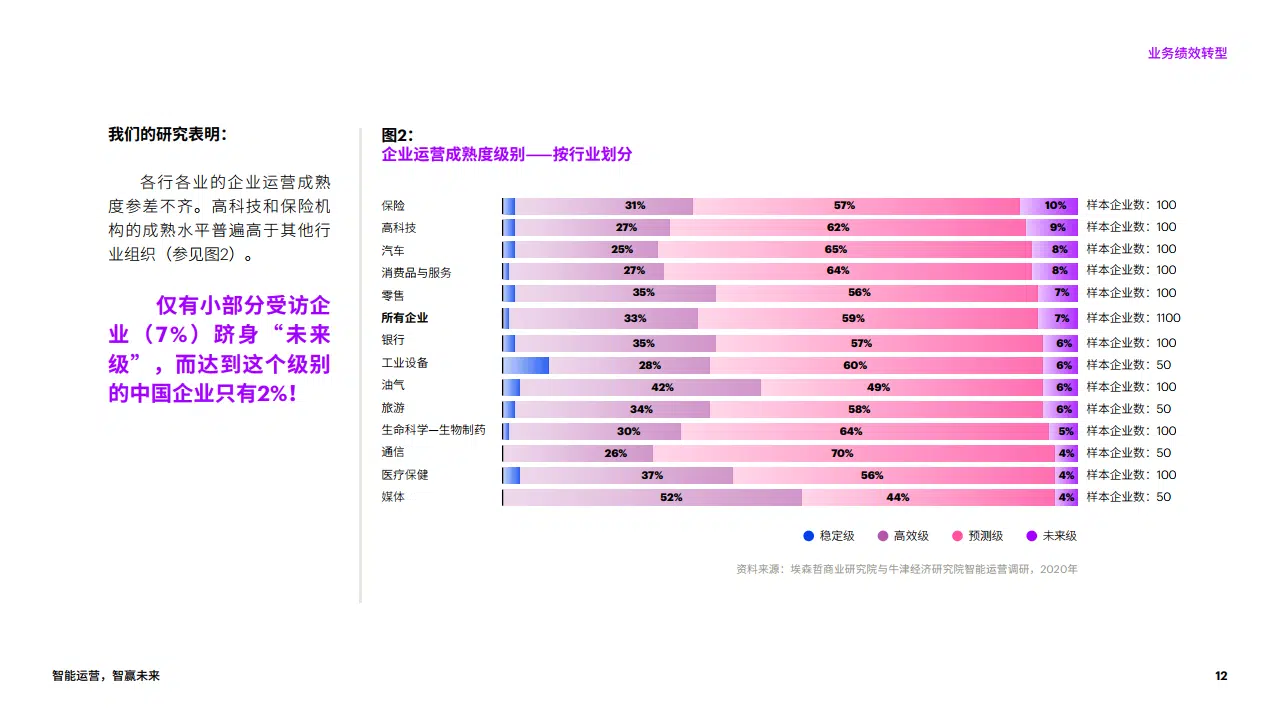 业务绩效转型
我们的研究表明：
各行各业的企业运营成熟
度参差不齐。高科技和保险机
构的成熟水平普遍高于其他行
业组织（参见图2）。
仅有小部分受访企
业（7%）跻身“未来
级”，而达到这个级别
的中国企业只有2%！
图2：
企业运营成熟度级别——按行业划分
保险 31% 57% 10% 样本企业数：100
高科技 27% 62% 9% 样本企业数：100
汽车 25% 65% 8% 样本企业数：100
消费品与服务 27% 64% 8% 样本企业数：100
零售 35% 56% 7% 样本企业数：100
所有企业 33% 59% 7% 样本企业数：1100
银行 35% 57% 6% 样本企业数：100
工业设备 28% 60% 6% 样本企业数：50
油气 42% 49% 6% 样本企业数：100
旅游 34% 58% 6% 样本企业数：50
生命科学—生物制药 30% 64% 5% 样本企业数：100
通信 26% 70% 4% 样本企业数：50
医疗保健 37% 56% 4% 样本企业数：100
媒体 52% 44% 4% 样本企业数：50
稳定级 高效级 预测级 未来级
资料来源：埃森哲商业研究院与牛津经济研究院智能运营调研，2020年
智能运营，智赢未来
12